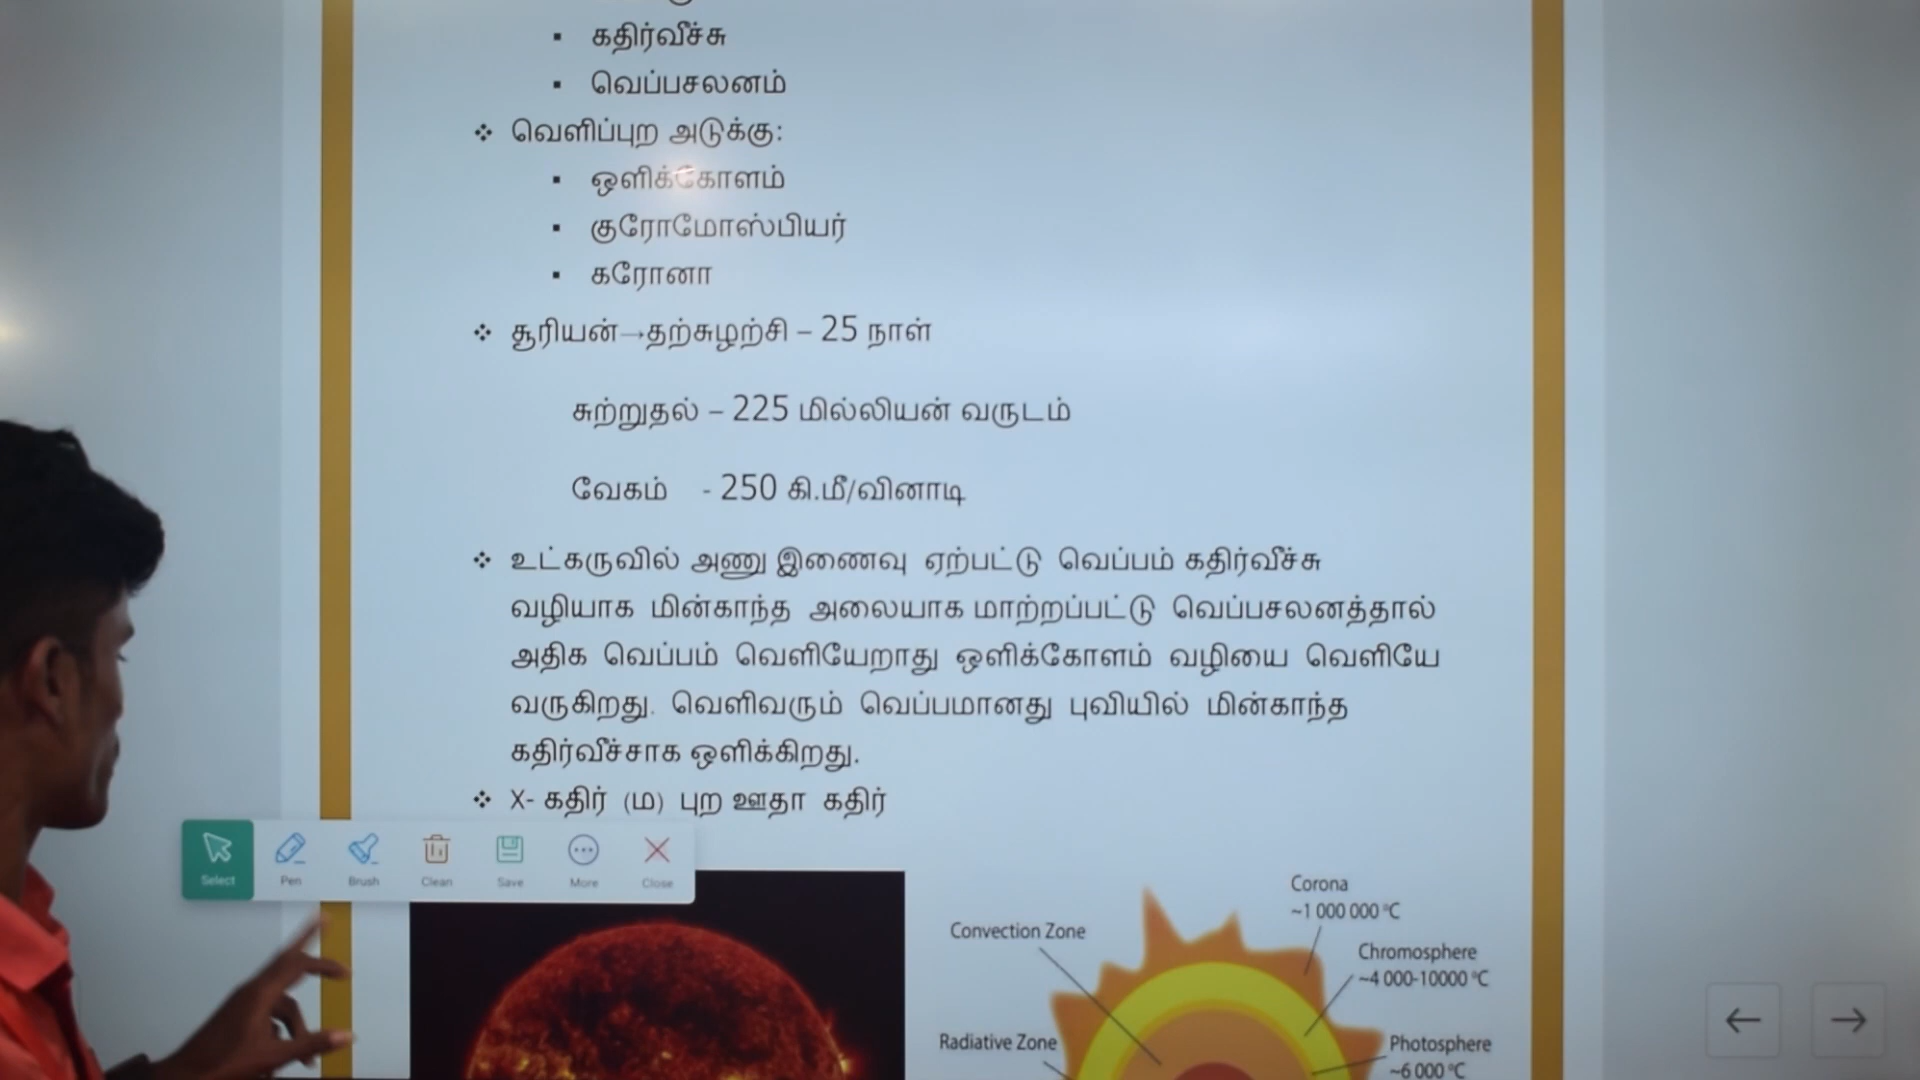 ▪ கதிர்வீச்சு
▪ வெப்பசலனம்
❖ வெளிப்புற அடுக்கு:
▪ ஒளிக்கோளம்
▪ குரோமோஸ்பியர்
▪ கரோனா
❖ சூரியன்→தற்சுழற்சி – 25 நாள்
சுற்றுதல் – 225 மில்லியன் வருடம்
வேகம் - 250 கி.மீ/வினாடி
❖ உட்கருவில் அணு இணைவு ஏற்பட்டு வெப்பம் கதிர்வீச்சு
வழியாக மின்காந்த அலையாக மாற்றப்பட்டு வெப்பசலனத்தால்
அதிக வெப்பம் வெளியேறாது ஒளிக்கோளம் வழியை வெளியே
வருகிறது. வெளிவரும் வெப்பமானது புவியில் மின்காந்த
கதிர்வீச்சாக ஒளிக்கிறது.
❖ X- கதிர் (ம) புற ஊதா கதிர்
Select Pen Brush Clean Save More Close
Corona
~1 000 000 °C
Convection Zone
Chromosphere
~4 000-10000 °C
Radiative Zone
Photosphere
~6 000 °C